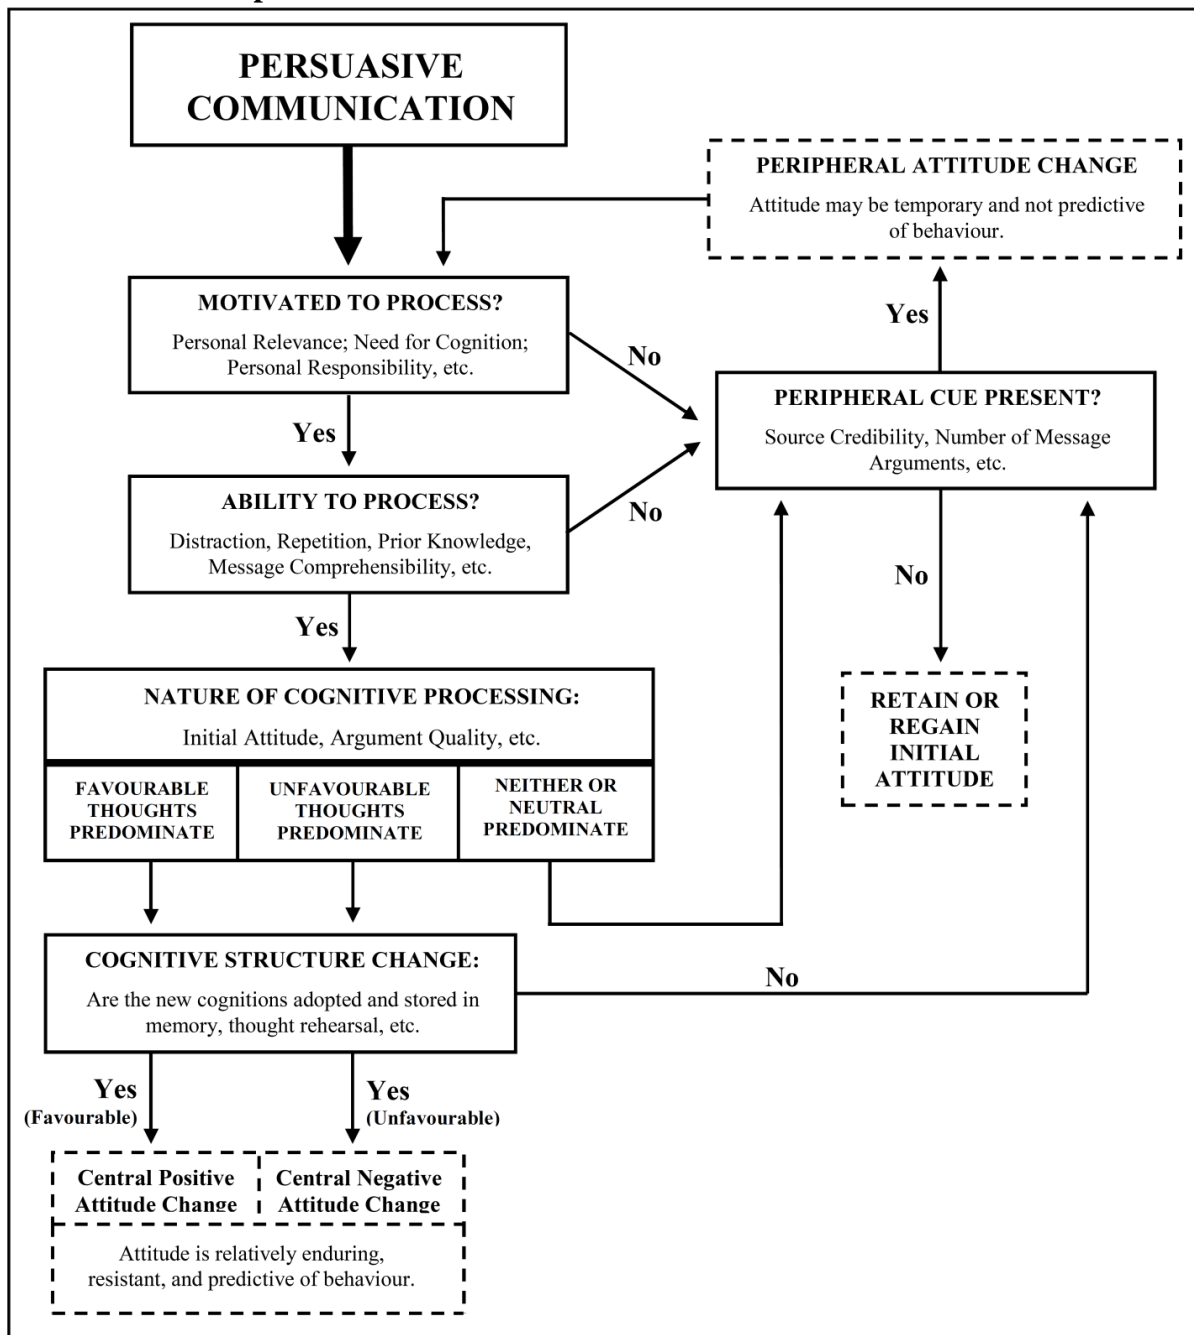 PERSUASIVE
COMMUNICATION
PERIPHERAL ATTITUDE CHANGE
Attitude may be temporary and not predictive
of behaviour.
MOTIVATED TO PROCESS?
Personal Relevance; Need for Cognition;
Personal Responsibility, etc.
No
Yes
PERIPHERAL CUE PRESENT?
Source Credibility, Number of Message
Arguments, etc.
Yes
ABILITY TO PROCESS?
Distraction, Repetition, Prior Knowledge,
Message Comprehensibility, etc.
No
No
Yes
NATURE OF COGNITIVE PROCESSING:
Initial Attitude, Argument Quality, etc.
FAVOURABLE
THOUGHTS
PREDOMINATE
UNFAVOURABLE
THOUGHTS
PREDOMINATE
NEITHER OR
NEUTRAL
PREDOMINATE
RETAIN OR
REGAIN
INITIAL
ATTITUDE
COGNITIVE STRUCTURE CHANGE:
Are the new cognitions adopted and stored in
memory, thought rehearsal, etc.
No
Yes
(Favourable)
Yes
(Unfavourable)
Central Positive
Attitude Change
Central Negative
Attitude Change
Attitude is relatively enduring,
resistant, and predictive of behaviour.